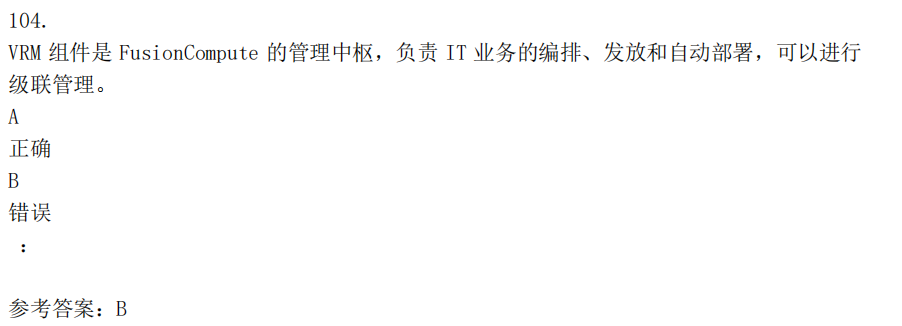 104.
VRM 组件是 FusionCompute 的管理中枢，负责 IT 业务的编排、发放和自动部署，可以进行
级联管理。
A
正确
B
错误
：
参考答案：B